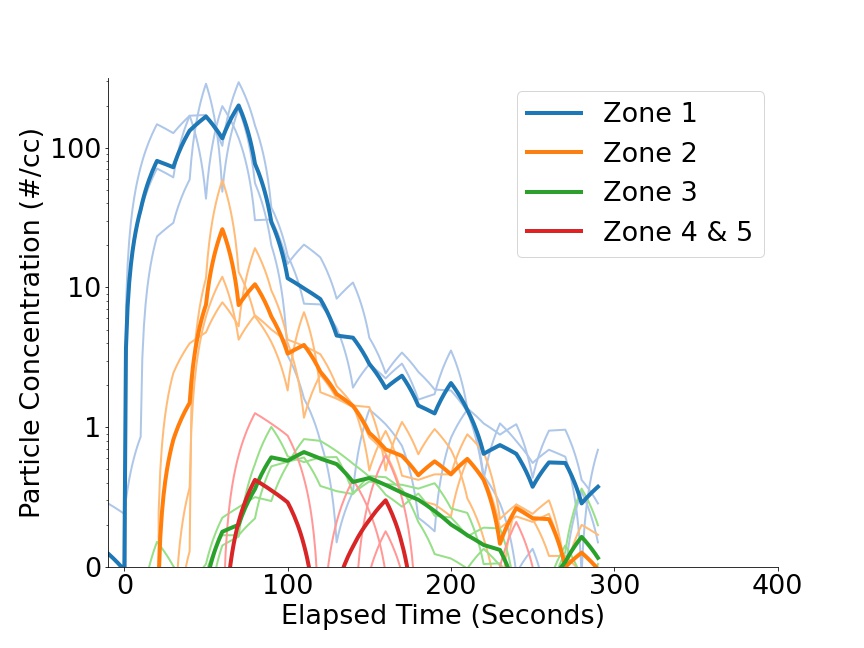 Zone 1
Zone 2
Zone 3
Zone 4 & 5
Particle Concentration (#/cc)
100
10
1
0
0 100 200 300 400
Elapsed Time (Seconds)